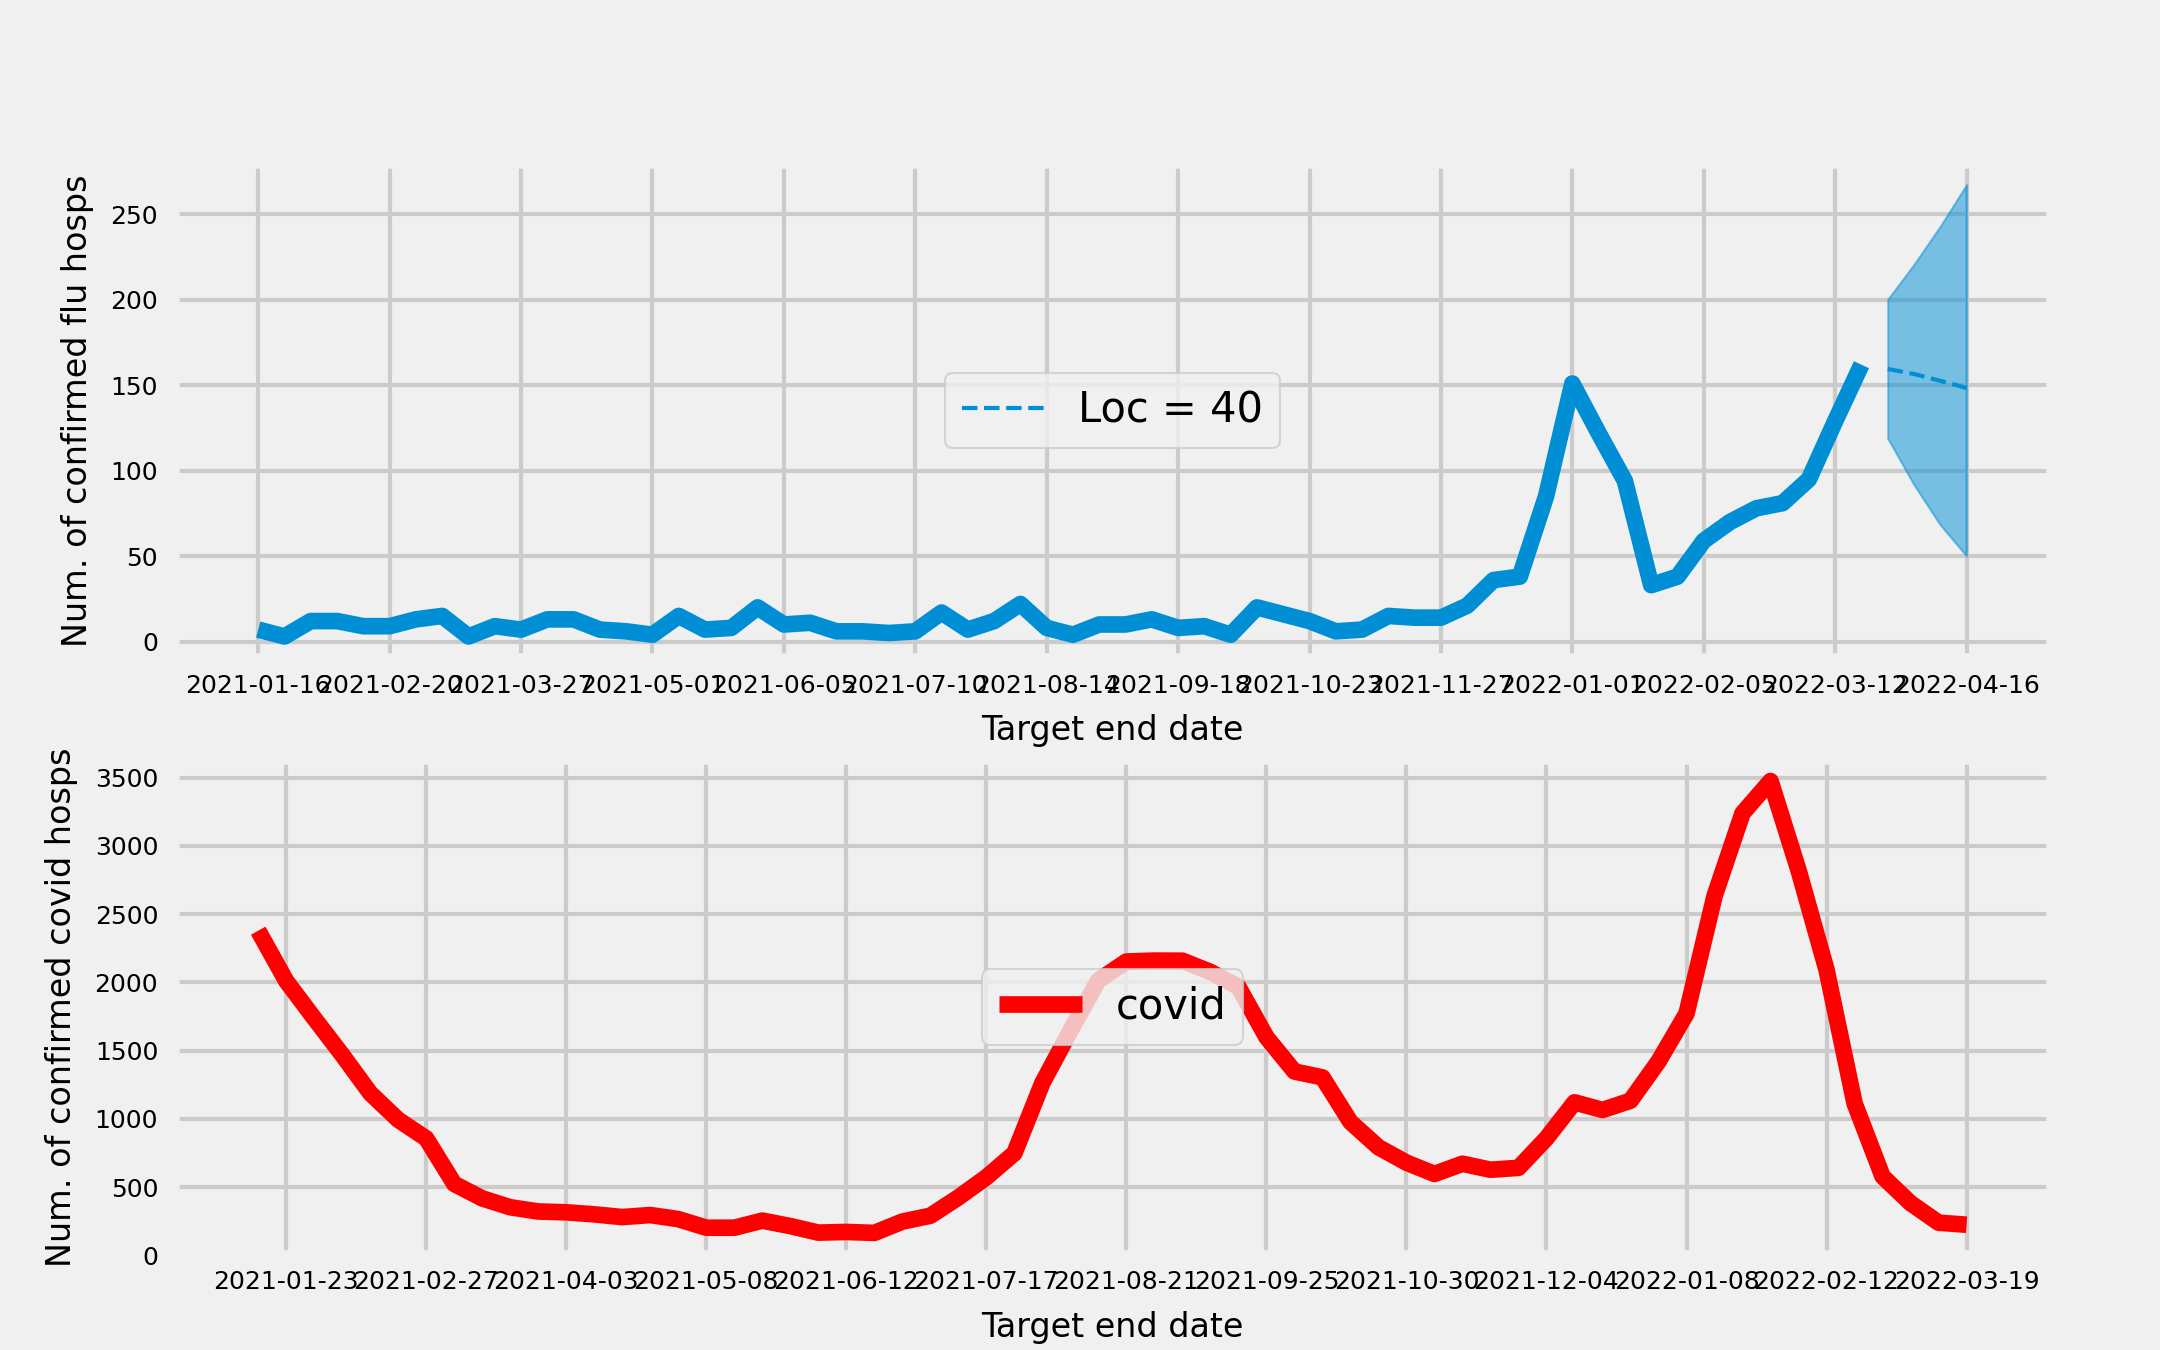 Num. of confirmed flu hosps
250
200
150
100
50
0
Loc = 40
2021-01-16 2021-02-20 2021-03-27 2021-05-01 2021-06-05 2021-07-10 2021-08-14 2021-09-18 2021-10-23 2021-11-27 2022-01-01 2022-02-05 2022-03-12 2022-04-16
Target end date
Num. of confirmed covid hosps
3500
3000
2500
2000
1500
1000
500
0
covid
2021-01-23 2021-02-27 2021-04-03 2021-05-08 2021-06-12 2021-07-17 2021-08-21 2021-09-25 2021-10-30 2021-12-04 2022-01-08 2022-02-12 2022-03-19
Target end date